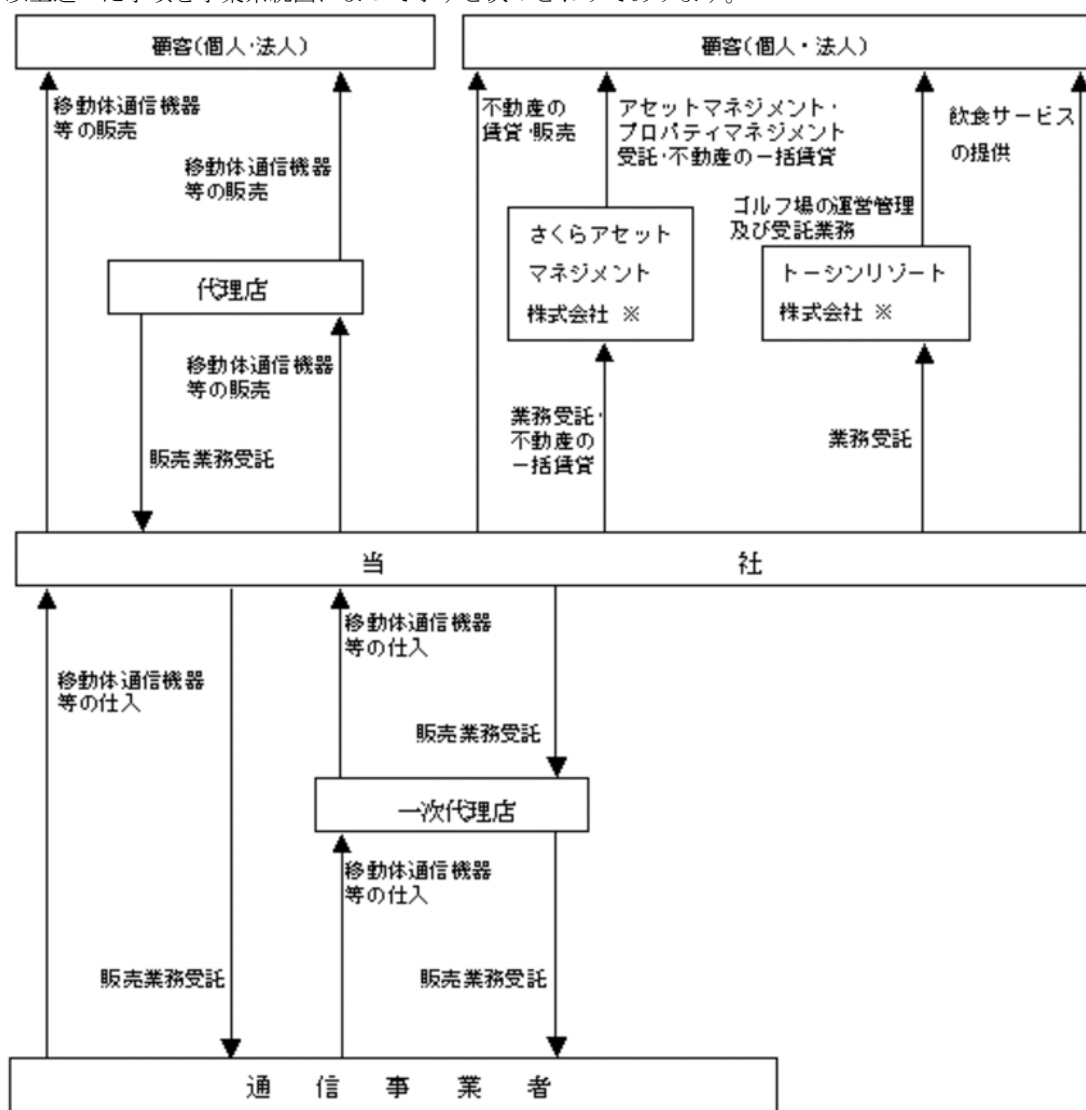 顧客(個人・法人)
顧客(個人・法人)
移動体通信機器
等の販売
移動体通信機器
等の販売
不動産の
賃貸・販売
アセットマネジメント・
プロパティマネジメント
受託・不動産の一括賃貸
飲食サービス
の提供
ゴルフ場の運営管理
及び受託業務
代理店
さくらアセット
マネジメント
株式会社 ※
トーシンリゾート
株式会社 ※
移動体通信機器
等の販売
販売業務受託
業務受託・
不動産の
一括賃貸
業務受託
当 社
移動体通信機器
等の仕入
移動体通信機器
等の仕入
販売業務受託
一次代理店
移動体通信機器
等の仕入
販売業務受託
販売業務受託
通 信 事 業 者